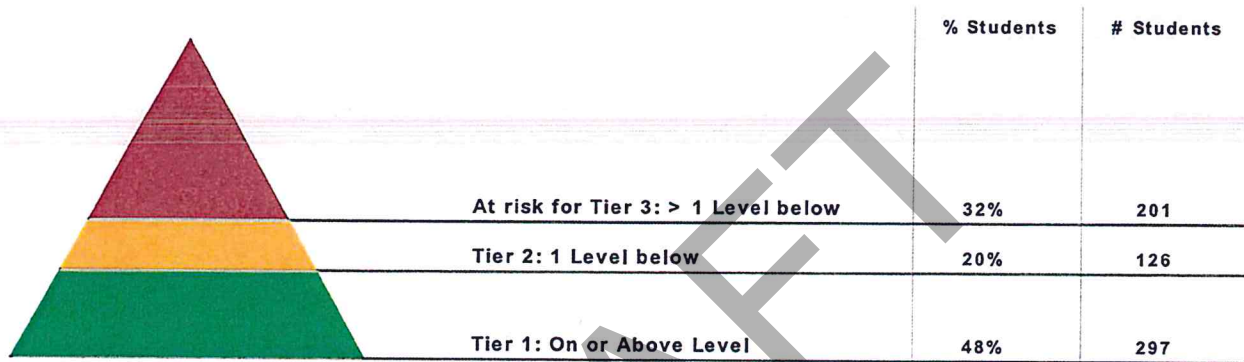 % Students # Students
At risk for Tier 3: > 1 Level below 32% 201
Tier 2: 1 Level below 20% 126
Tier 1: On or Above Level 48% 297